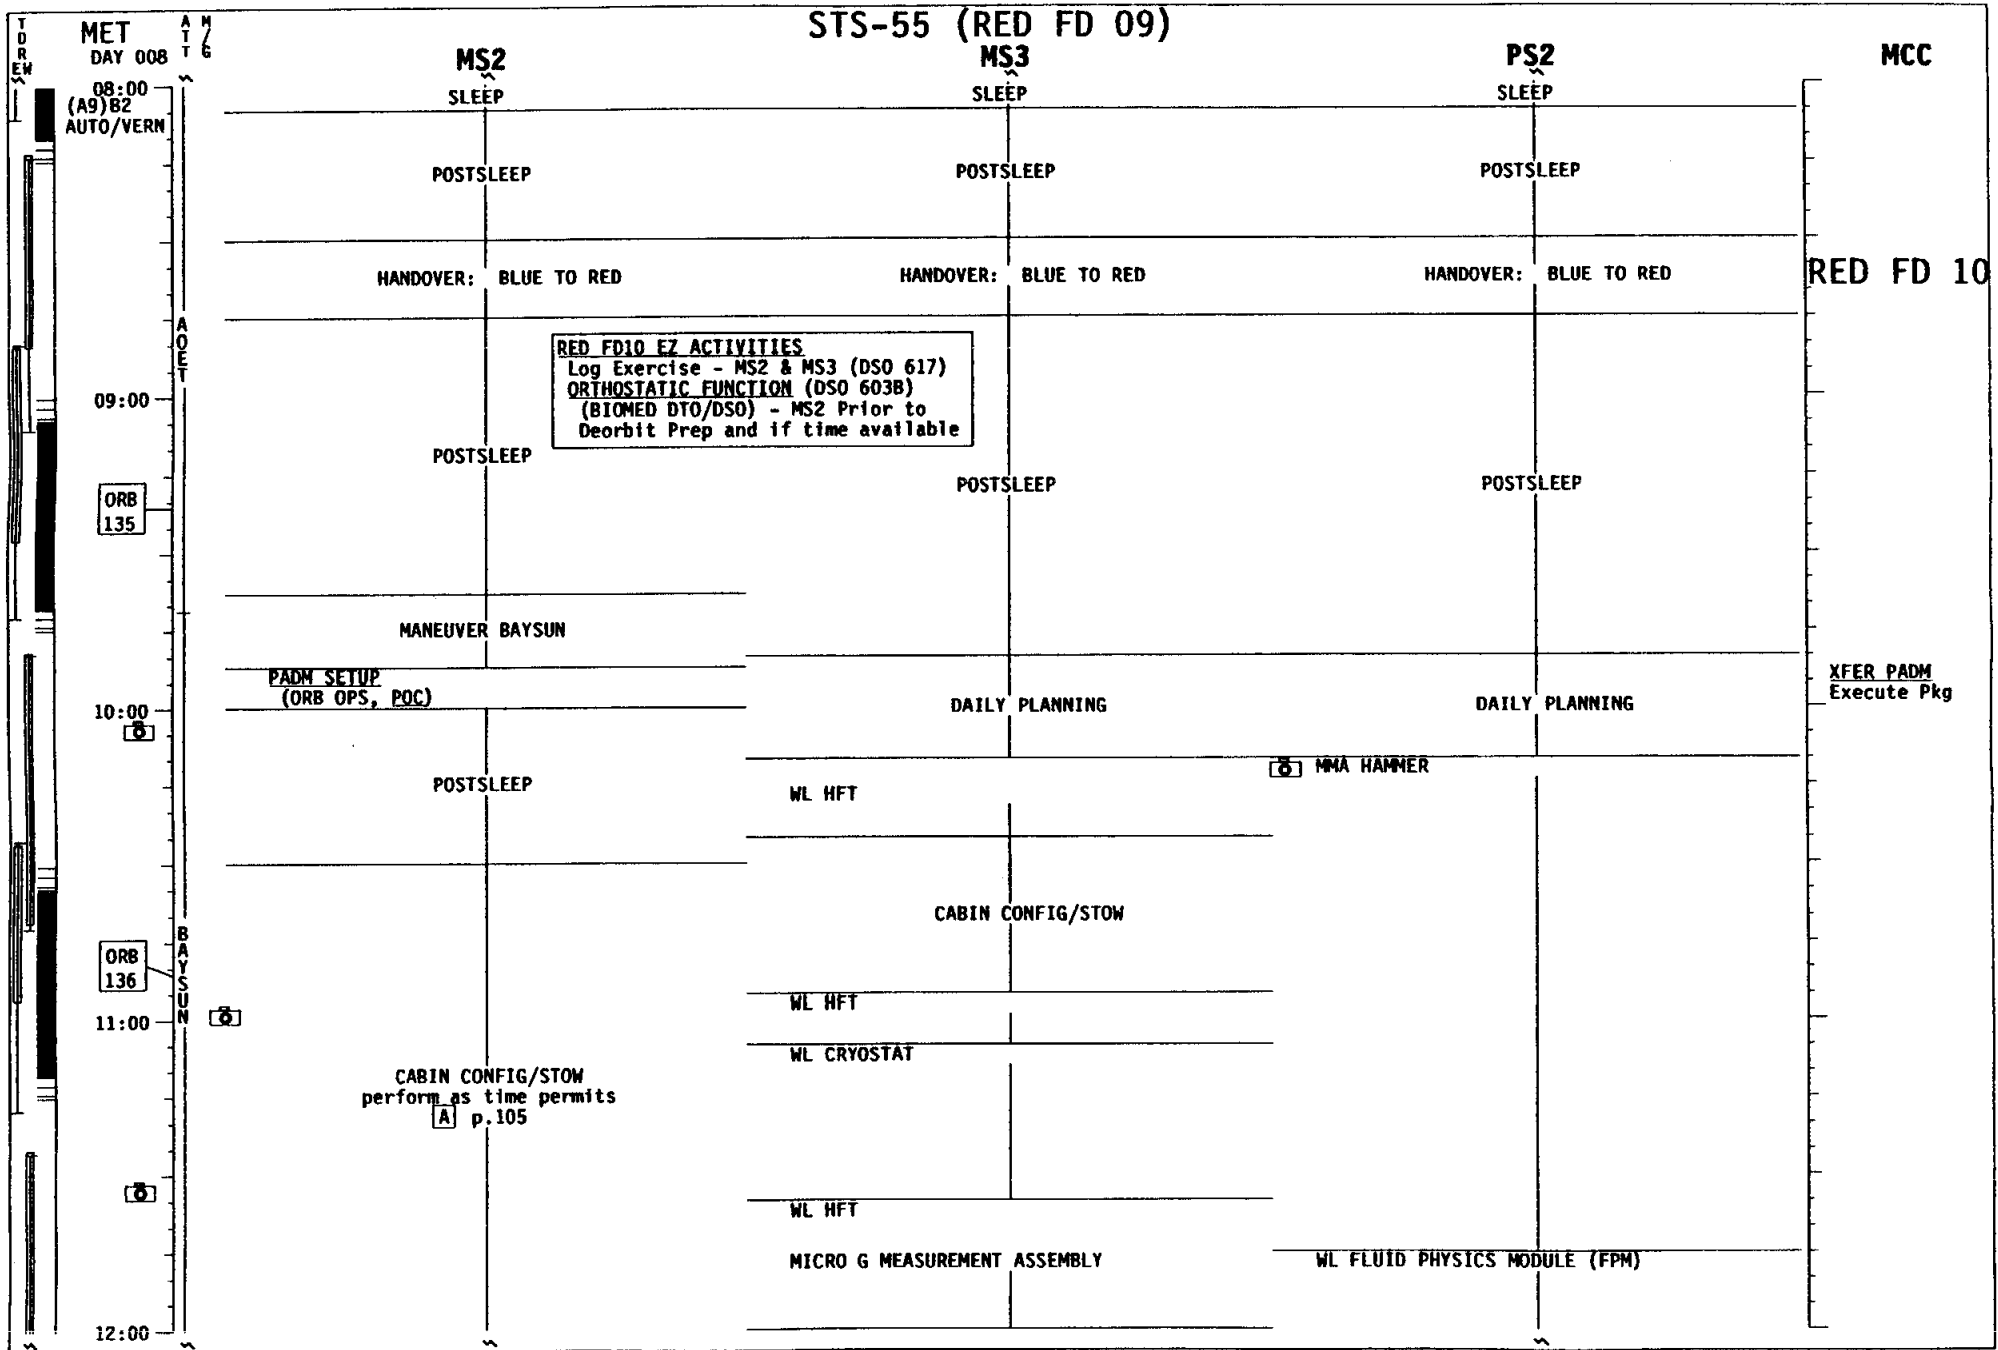 STS-55 (RED FD 09)
TDRE W
MET
DAY 008
ATT
M/G
MS2
MS3
PS2
MCC
08:00
(A9)B2
AUTO/VERN
SLEEP
SLEEP
SLEEP
POSTSLEEP
POSTSLEEP
POSTSLEEP
HANDOVER: BLUE TO RED
HANDOVER: BLUE TO RED
HANDOVER: BLUE TO RED
RED FD 10
AOET
RED FD10 EZ ACTIVITIES
Log Exercise - MS2 & MS3 (DSO 617)
ORTHOSTATIC FUNCTION (DSO 603B)
(BIOMED DTO/DSO) - MS2 Prior to
Deorbit Prep and if time available
09:00
POSTSLEEP
POSTSLEEP
POSTSLEEP
ORB
135
MANEUVER BAYSUN
PADM SETUP
(ORB OPS, POC)
XFER PADM
Execute Pkg
10:00
DAILY PLANNING
DAILY PLANNING
MMA HAMMER
POSTSLEEP
WL HFT
CABIN CONFIG/STOW
BAYSUN
ORB
136
WL HFT
11:00
WL CRYOSTAT
CABIN CONFIG/STOW
perform as time permits
A p.105
WL HFT
MICRO G MEASUREMENT ASSEMBLY
WL FLUID PHYSICS MODULE (FPM)
12:00